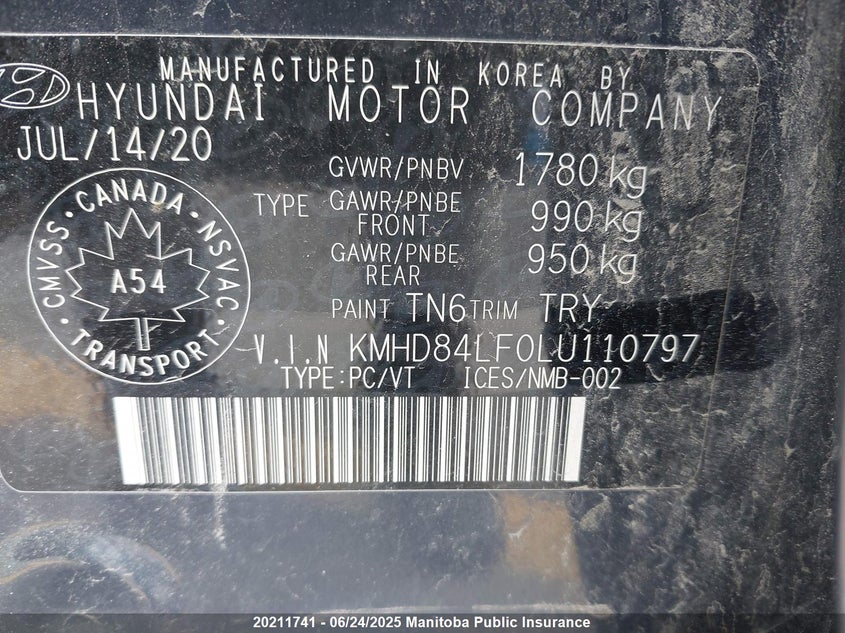 MANUFACTURED IN KOREA BY
HYUNDAI MOTOR COMPANY
JUL/14/20
GVWR/PNBV 1780 kg
TYPE GAWR/PNBE FRONT 990 kg
GAWR/PNBE REAR 950 kg
CANADA · NSVAC · TRANSPORT · CMVSS ·
A54
PAINT TN6 TRIM TRY
V.I.N KMHD84LF0LU110797
TYPE:PC/VT ICES/NMB-002
20211741 - 06/24/2025 Manitoba Public Insurance